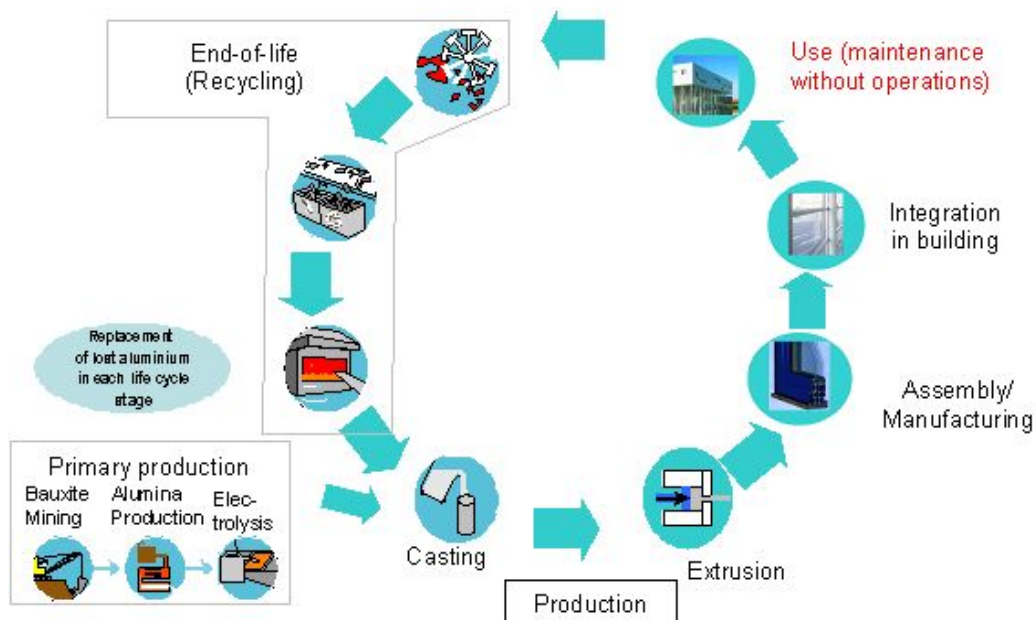 End-of-life
(Recycling)
Use (maintenance
without operations)
Integration
in building
Replacement
of lost aluminium
in each life cycle
stage
Assembly/
Manufacturing
Primary production
Bauxite
Mining
Alumina
Production
Elec-
trolysis
Casting
Extrusion
Production